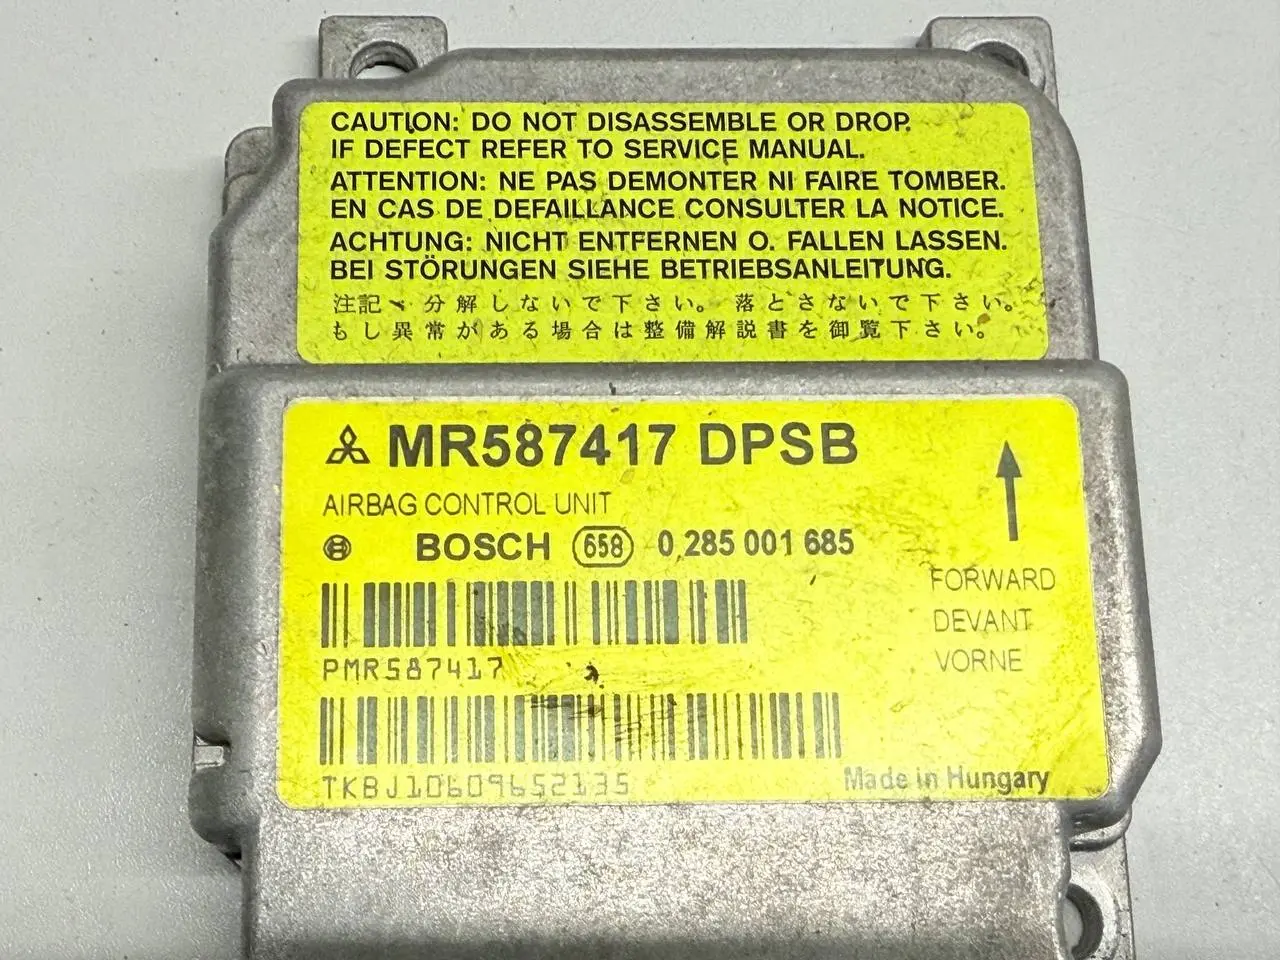 CAUTION: DO NOT DISASSEMBLE OR DROP.
IF DEFECT REFER TO SERVICE MANUAL.
ATTENTION: NE PAS DEMONTER NI FAIRE TOMBER.
EN CAS DE DEFAILLANCE CONSULTER LA NOTICE.
ACHTUNG: NICHT ENTFERNEN O. FALLEN LASSEN.
BEI STÖRUNGEN SIEHE BETRIEBSANLEITUNG.
注記、分解しないで下さい。落とさないで下さい。
もし異常がある場合は整備解説書を御覧下さい。
MR587417 DPSB
AIRBAG CONTROL UNIT
BOSCH 658 0 285 001 685
FORWARD
DEVANT
VORNE
PMR587417
TKBJ10609652135
Made in Hungary